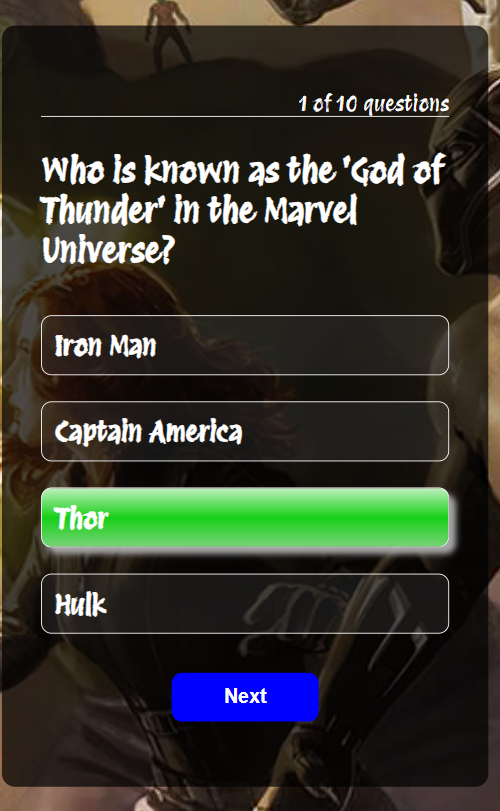 1 of 10 questions
Who is known as the 'God of
Thunder' in the Marvel
Universe?
Iron Man
Captain America
Thor
Hulk
Next